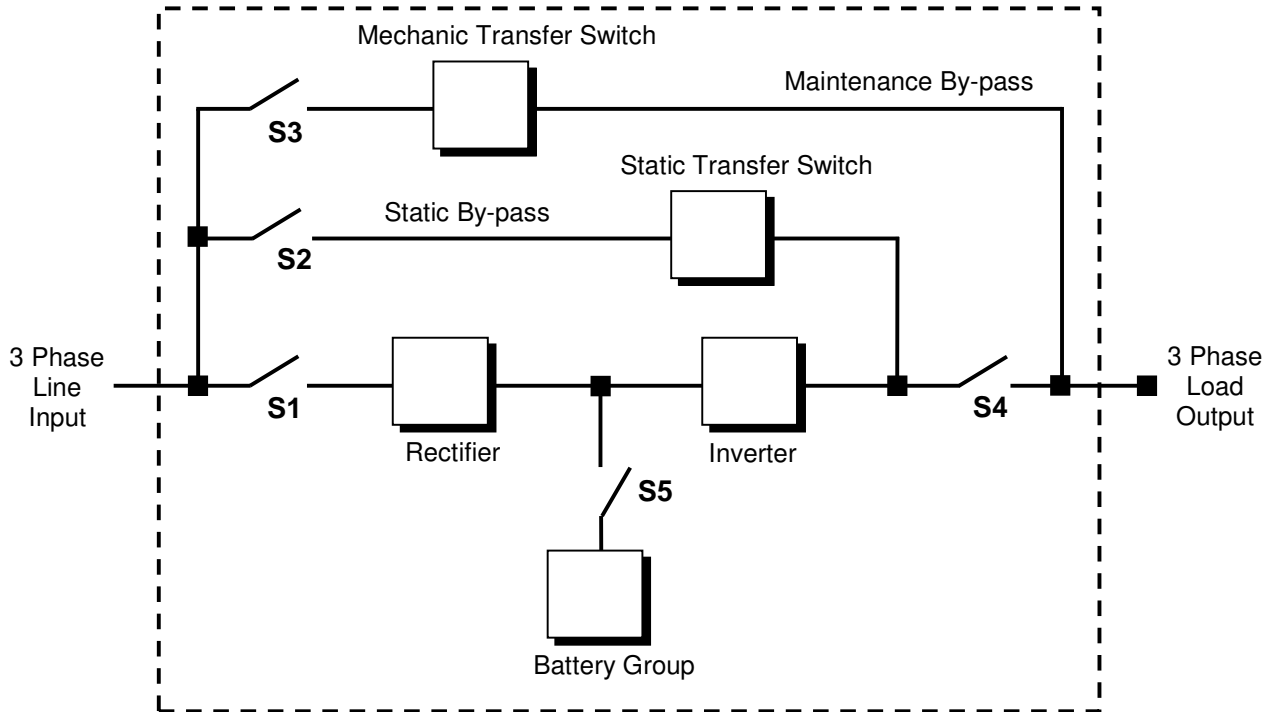 Mechanic Transfer Switch
Maintenance By-pass
S3
Static Transfer Switch
Static By-pass
S2
3 Phase
Line
Input
S1
Rectifier
Inverter
S4
3 Phase
Load
Output
S5
Battery Group